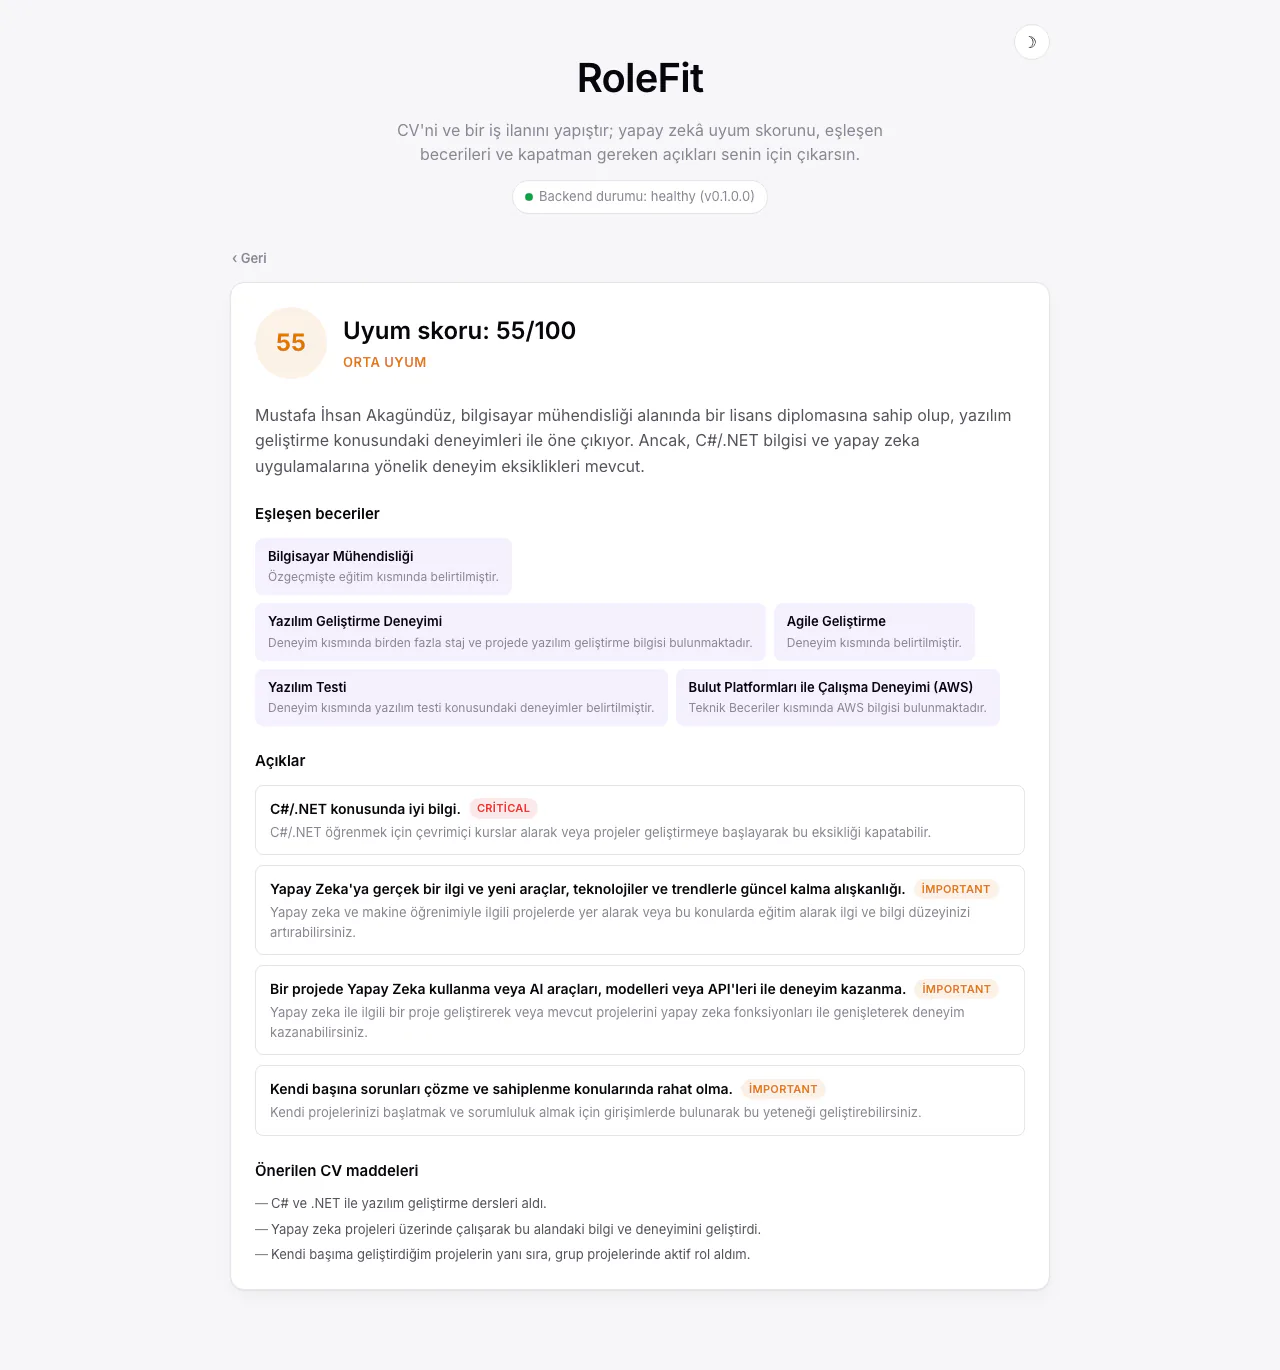 RoleFit
CV'ni ve bir iş ilanını yapıştır; yapay zekâ uyum skorunu, eşleşen
becerileri ve kapatman gereken açıkları senin için çıkarsın.
Backend durumu: healthy (v0.1.0.0)
‹ Geri
55
Uyum skoru: 55/100
ORTA UYUM
Mustafa İhsan Akagündüz, bilgisayar mühendisliği alanında bir lisans diplomasına sahip olup, yazılım
geliştirme konusundaki deneyimleri ile öne çıkıyor. Ancak, C#/.NET bilgisi ve yapay zeka
uygulamalarına yönelik deneyim eksiklikleri mevcut.
Eşleşen beceriler
Bilgisayar Mühendisliği
Özgeçmişte eğitim kısmında belirtilmiştir.
Yazılım Geliştirme Deneyimi
Deneyim kısmında birden fazla staj ve projede yazılım geliştirme bilgisi bulunmaktadır.
Agile Geliştirme
Deneyim kısmında belirtilmiştir.
Yazılım Testi
Deneyim kısmında yazılım testi konusundaki deneyimler belirtilmiştir.
Bulut Platformları ile Çalışma Deneyimi (AWS)
Teknik Beceriler kısmında AWS bilgisi bulunmaktadır.
Açıklar
C#/.NET konusunda iyi bilgi. CRİTİCAL
C#/.NET öğrenmek için çevrimiçi kurslar alarak veya projeler geliştirmeye başlayarak bu eksikliği kapatabilir.
Yapay Zeka'ya gerçek bir ilgi ve yeni araçlar, teknolojiler ve trendlerle güncel kalma alışkanlığı. İMPORTANT
Yapay zeka ve makine öğrenimiyle ilgili projelerde yer alarak veya bu konularda eğitim alarak ilgi ve bilgi düzeyinizi
artırabilirsiniz.
Bir projede Yapay Zeka kullanma veya AI araçları, modelleri veya API'leri ile deneyim kazanma. İMPORTANT
Yapay zeka ile ilgili bir proje geliştirerek veya mevcut projelerini yapay zeka fonksiyonları ile genişleterek deneyim
kazanabilirsiniz.
Kendi başına sorunları çözme ve sahiplenme konularında rahat olma. İMPORTANT
Kendi projelerinizi başlatmak ve sorumluluk almak için girişimlerde bulunarak bu yeteneği geliştirebilirsiniz.
Önerilen CV maddeleri
— C# ve .NET ile yazılım geliştirme dersleri aldı.
— Yapay zeka projeleri üzerinde çalışarak bu alandaki bilgi ve deneyimini geliştirdi.
— Kendi başıma geliştirdiğim projelerin yanı sıra, grup projelerinde aktif rol aldım.